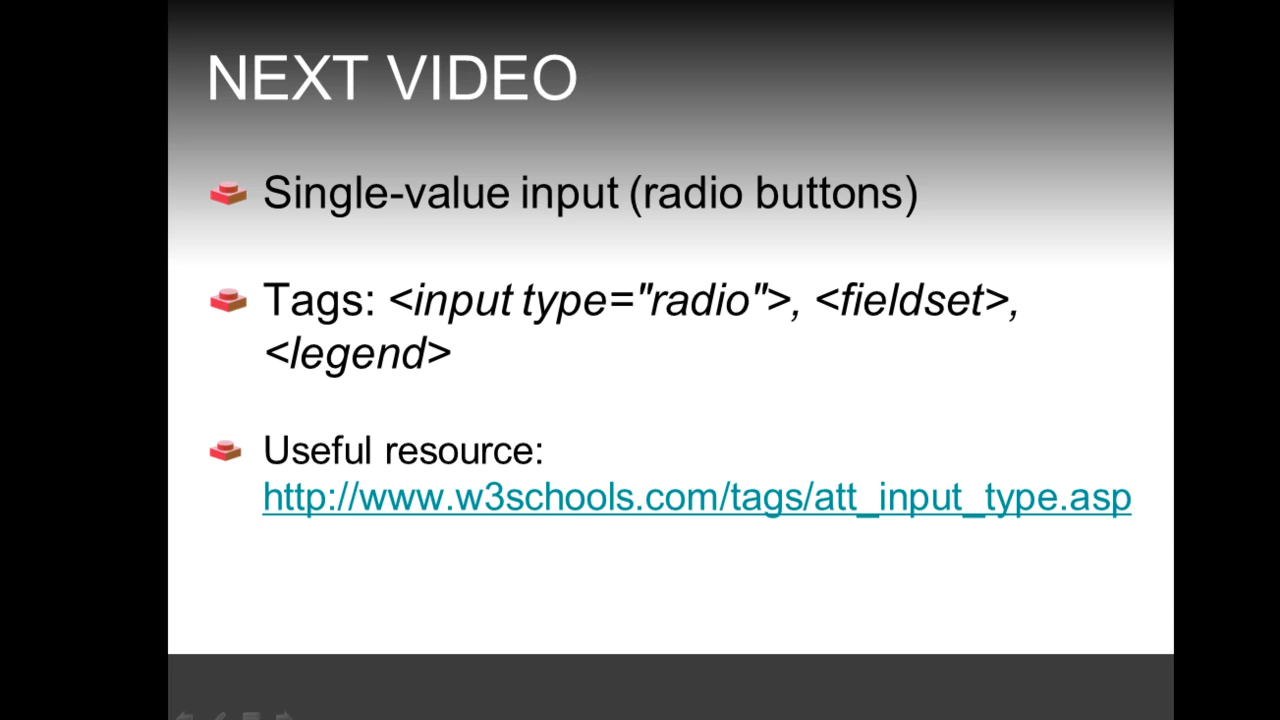 NEXT VIDEO
Single-value input (radio buttons)
Tags: <input type="radio">, <fieldset>,
<legend>
Useful resource:
http://www.w3schools.com/tags/att_input_type.asp